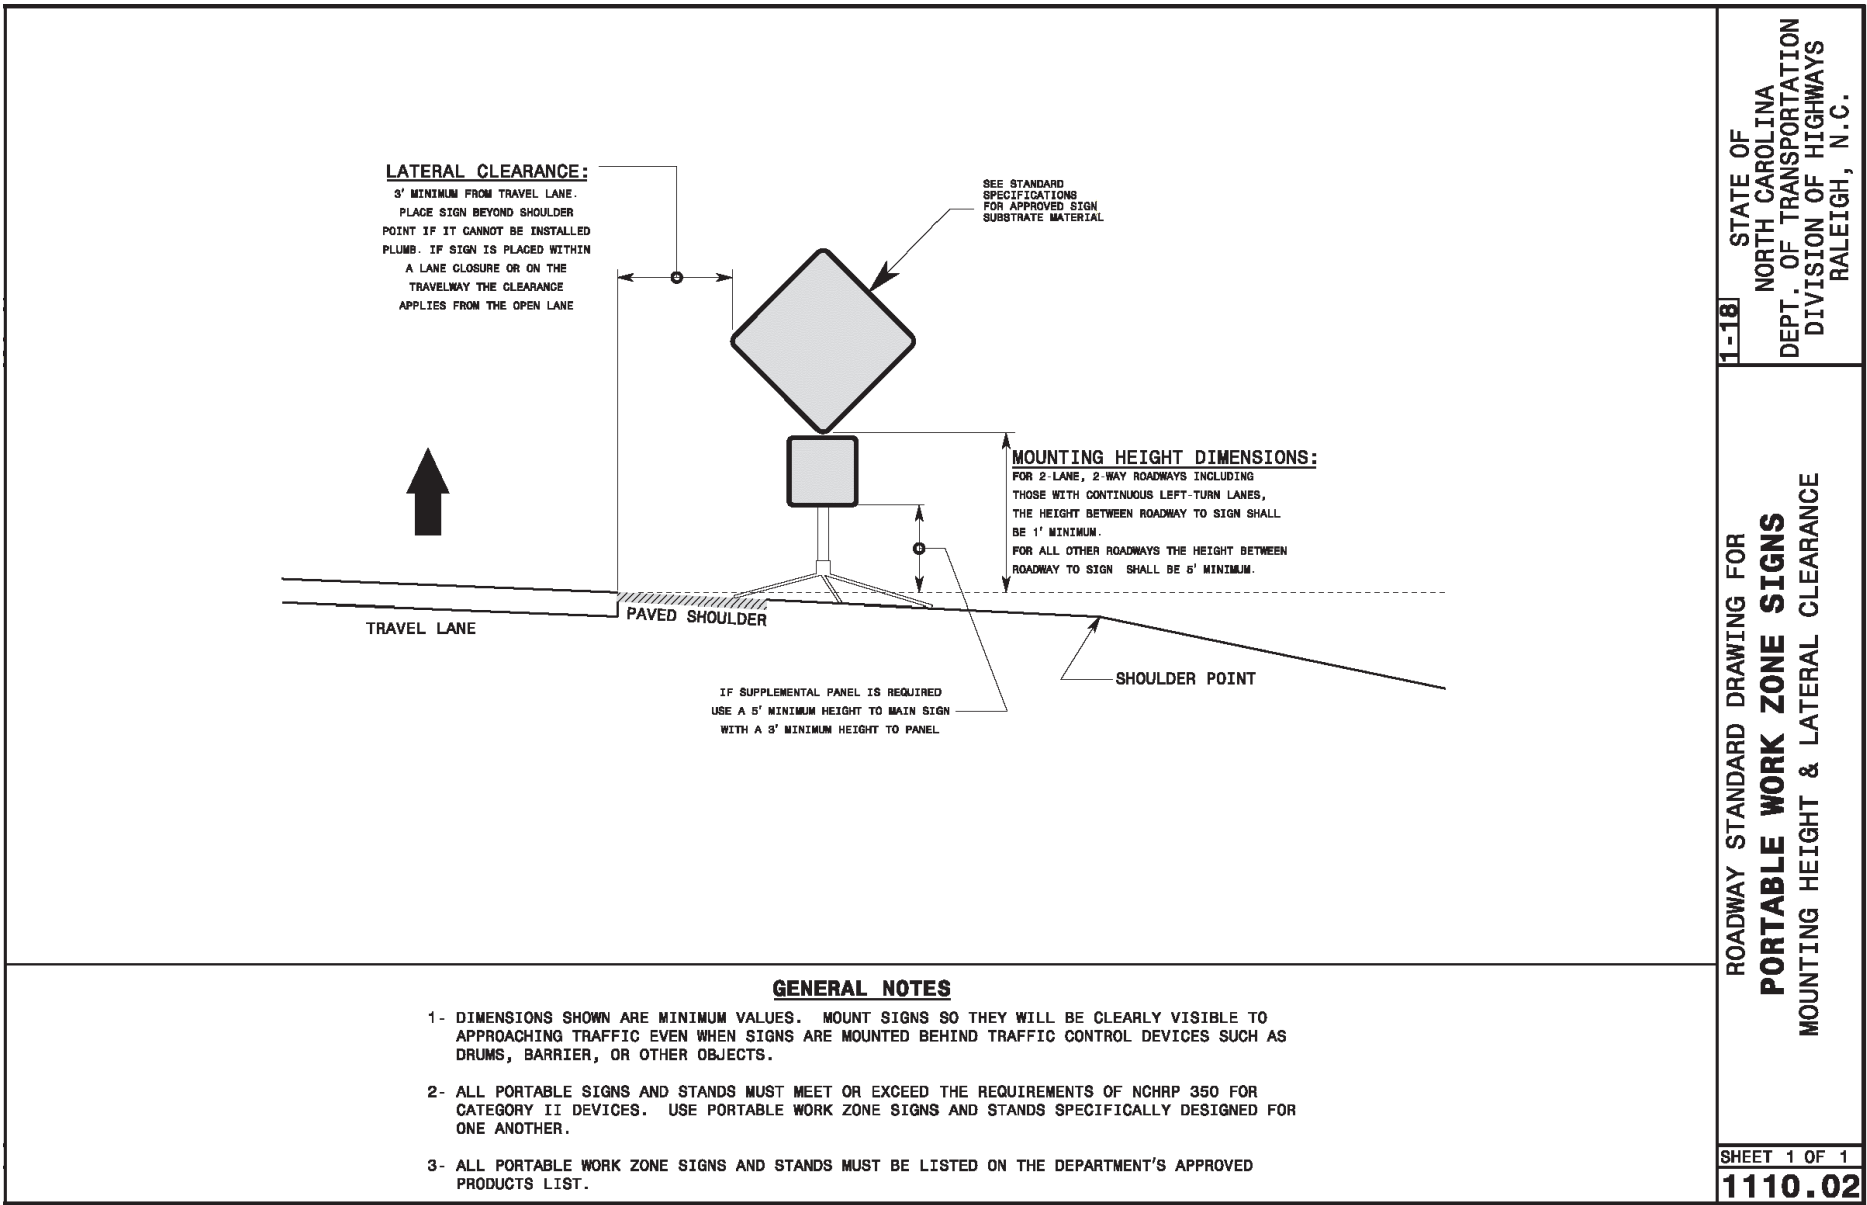 LATERAL CLEARANCE:
3' MINIMUM FROM TRAVEL LANE.
PLACE SIGN BEYOND SHOULDER
POINT IF IT CANNOT BE INSTALLED
PLUMB. IF SIGN IS PLACED WITHIN
A LANE CLOSURE OR ON THE
TRAVELWAY THE CLEARANCE
APPLIES FROM THE OPEN LANE
SEE STANDARD
SPECIFICATIONS
FOR APPROVED SIGN
SUBSTRATE MATERIAL
MOUNTING HEIGHT DIMENSIONS:
FOR 2-LANE, 2-WAY ROADWAYS INCLUDING
THOSE WITH CONTINUOUS LEFT-TURN LANES,
THE HEIGHT BETWEEN ROADWAY TO SIGN SHALL
BE 1' MINIMUM.
FOR ALL OTHER ROADWAYS THE HEIGHT BETWEEN
ROADWAY TO SIGN SHALL BE 5' MINIMUM.
TRAVEL LANE
PAVED SHOULDER
SHOULDER POINT
IF SUPPLEMENTAL PANEL IS REQUIRED
USE A 5' MINIMUM HEIGHT TO MAIN SIGN
WITH A 3' MINIMUM HEIGHT TO PANEL
GENERAL NOTES
1- DIMENSIONS SHOWN ARE MINIMUM VALUES. MOUNT SIGNS SO THEY WILL BE CLEARLY VISIBLE TO
APPROACHING TRAFFIC EVEN WHEN SIGNS ARE MOUNTED BEHIND TRAFFIC CONTROL DEVICES SUCH AS
DRUMS, BARRIER, OR OTHER OBJECTS.
2- ALL PORTABLE SIGNS AND STANDS MUST MEET OR EXCEED THE REQUIREMENTS OF NCHRP 350 FOR
CATEGORY II DEVICES. USE PORTABLE WORK ZONE SIGNS AND STANDS SPECIFICALLY DESIGNED FOR
ONE ANOTHER.
3- ALL PORTABLE WORK ZONE SIGNS AND STANDS MUST BE LISTED ON THE DEPARTMENT'S APPROVED
PRODUCTS LIST.
1-18
STATE OF
NORTH CAROLINA
DEPT. OF TRANSPORTATION
DIVISION OF HIGHWAYS
RALEIGH, N.C.
ROADWAY STANDARD DRAWING FOR
PORTABLE WORK ZONE SIGNS
MOUNTING HEIGHT & LATERAL CLEARANCE
SHEET 1 OF 1
1110.02